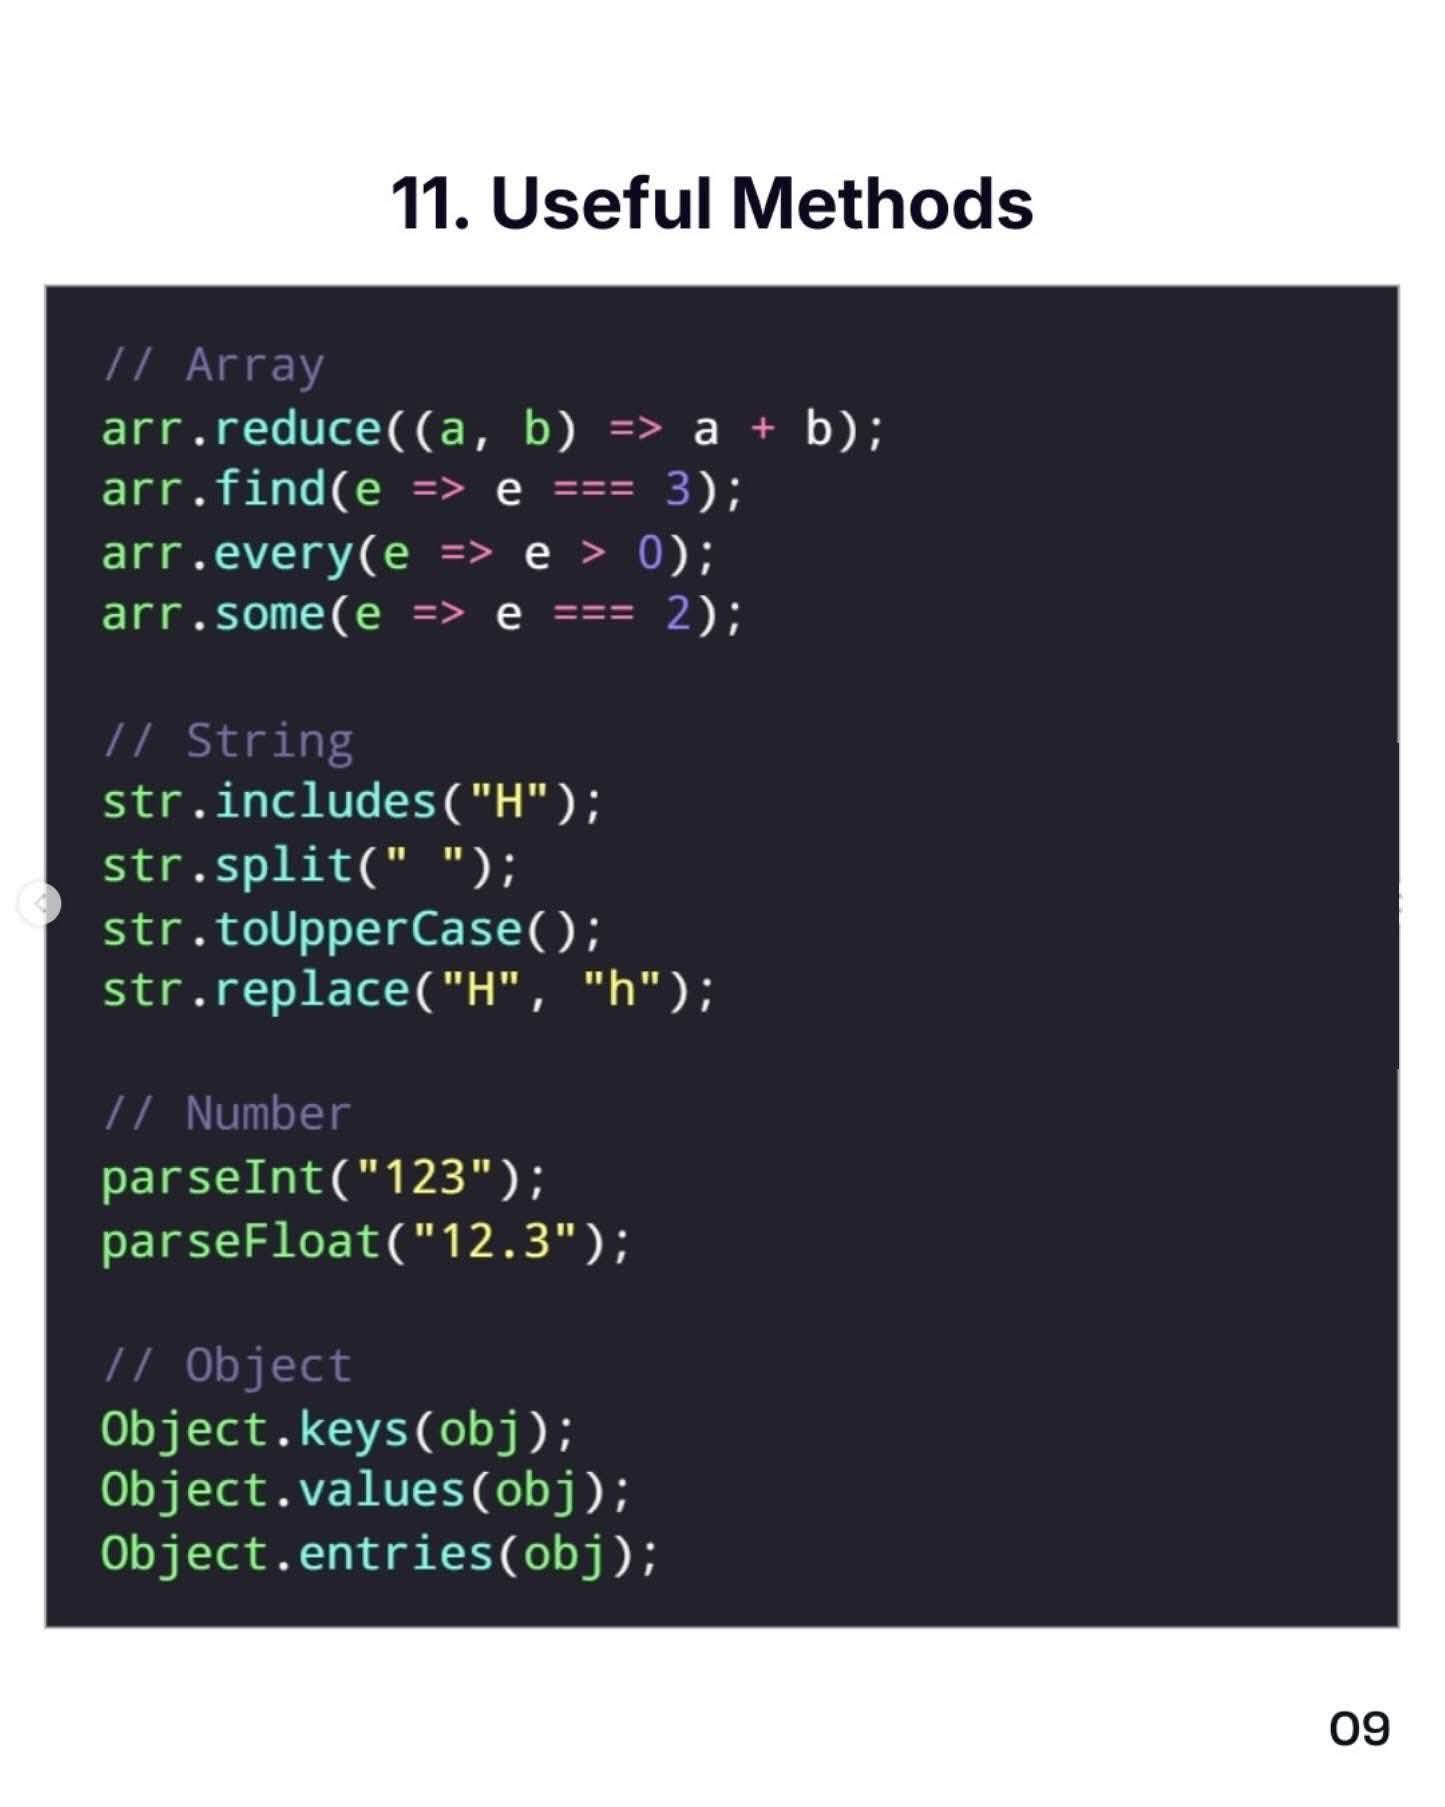 11. Useful Methods
// Array
arr.reduce((a, b) => a + b);
arr.find(e => e === 3);
arr.every(e => e > 0);
arr.some(e => e === 2);
// String
str.includes("H");
str.split(" ");
str.toUpperCase();
str.replace("H", "h");
// Number
parseInt("123");
parseFloat("12.3");
// Object
Object.keys(obj);
Object.values(obj);
Object.entries(obj);
09